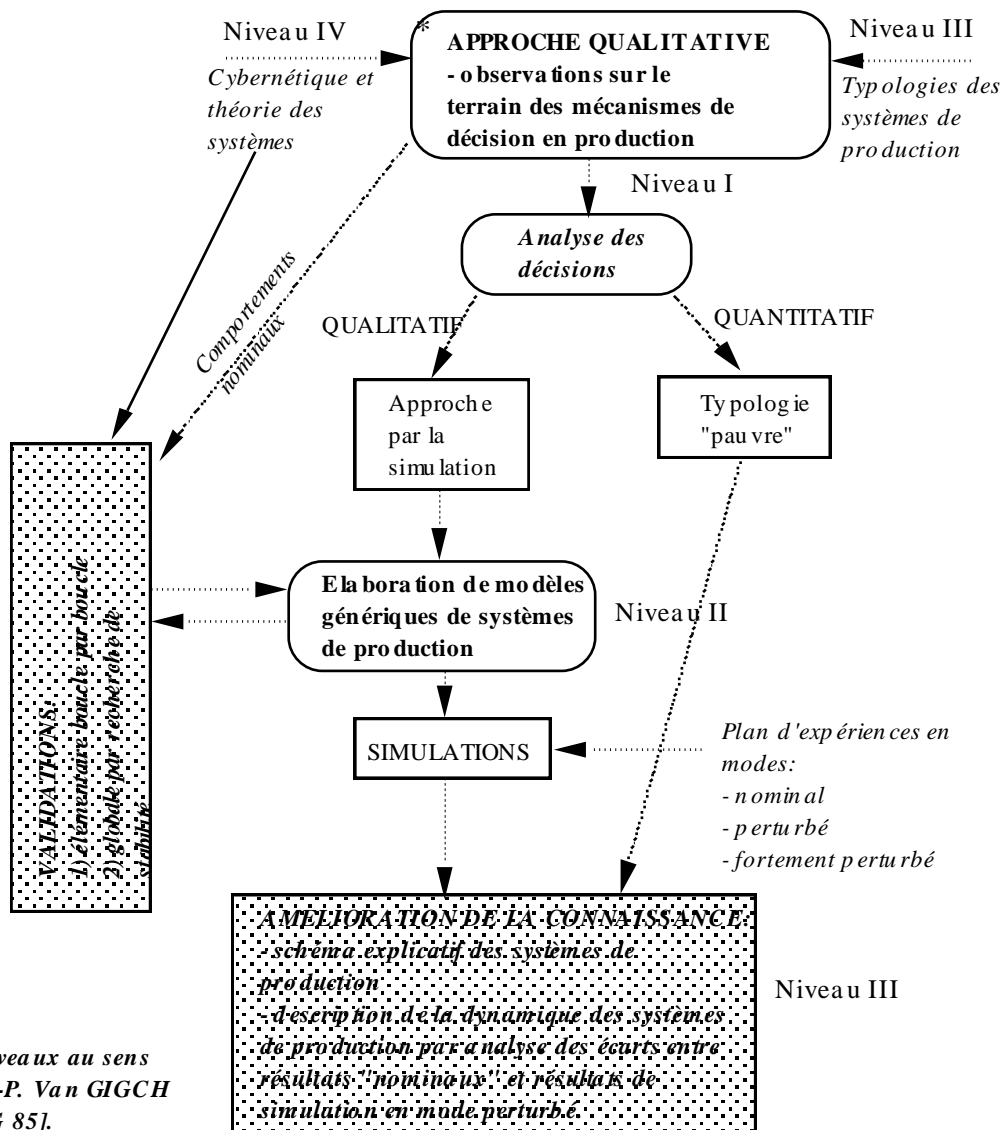 Niveau IV
*
APPROCHE QUALITATIVE
- observations sur le
terrain des mécanismes de
décision en production
Niveau III
Cybernétique et
théorie des
systèmes
Typologies des
systèmes de
production
Niveau I
Analyse des
décisions
Comportements
nominaux
QUALITATIF
QUANTITATIF
Approche
par la
simulation
Typologie
"pauvre"
VALIDATIONS:
1) élémentaire boucle par boucle
2) globale par recherche de
stabilité
Elaboration de modèles
génériques de systèmes
de production
Niveau II
SIMULATIONS
Plan d'expériences en
modes:
- nominal
- perturbé
- fortement perturbé
AMELIORATION DE LA CONNAISSANCE
- schéma explicatif des systèmes de
production
- description de la dynamique des systèmes
de production par analyse des écarts entre
résultats "nominaux" et résultats de
simulation en mode perturbé.
Niveau III
veaux au sens
-P. Van GIGCH
85].